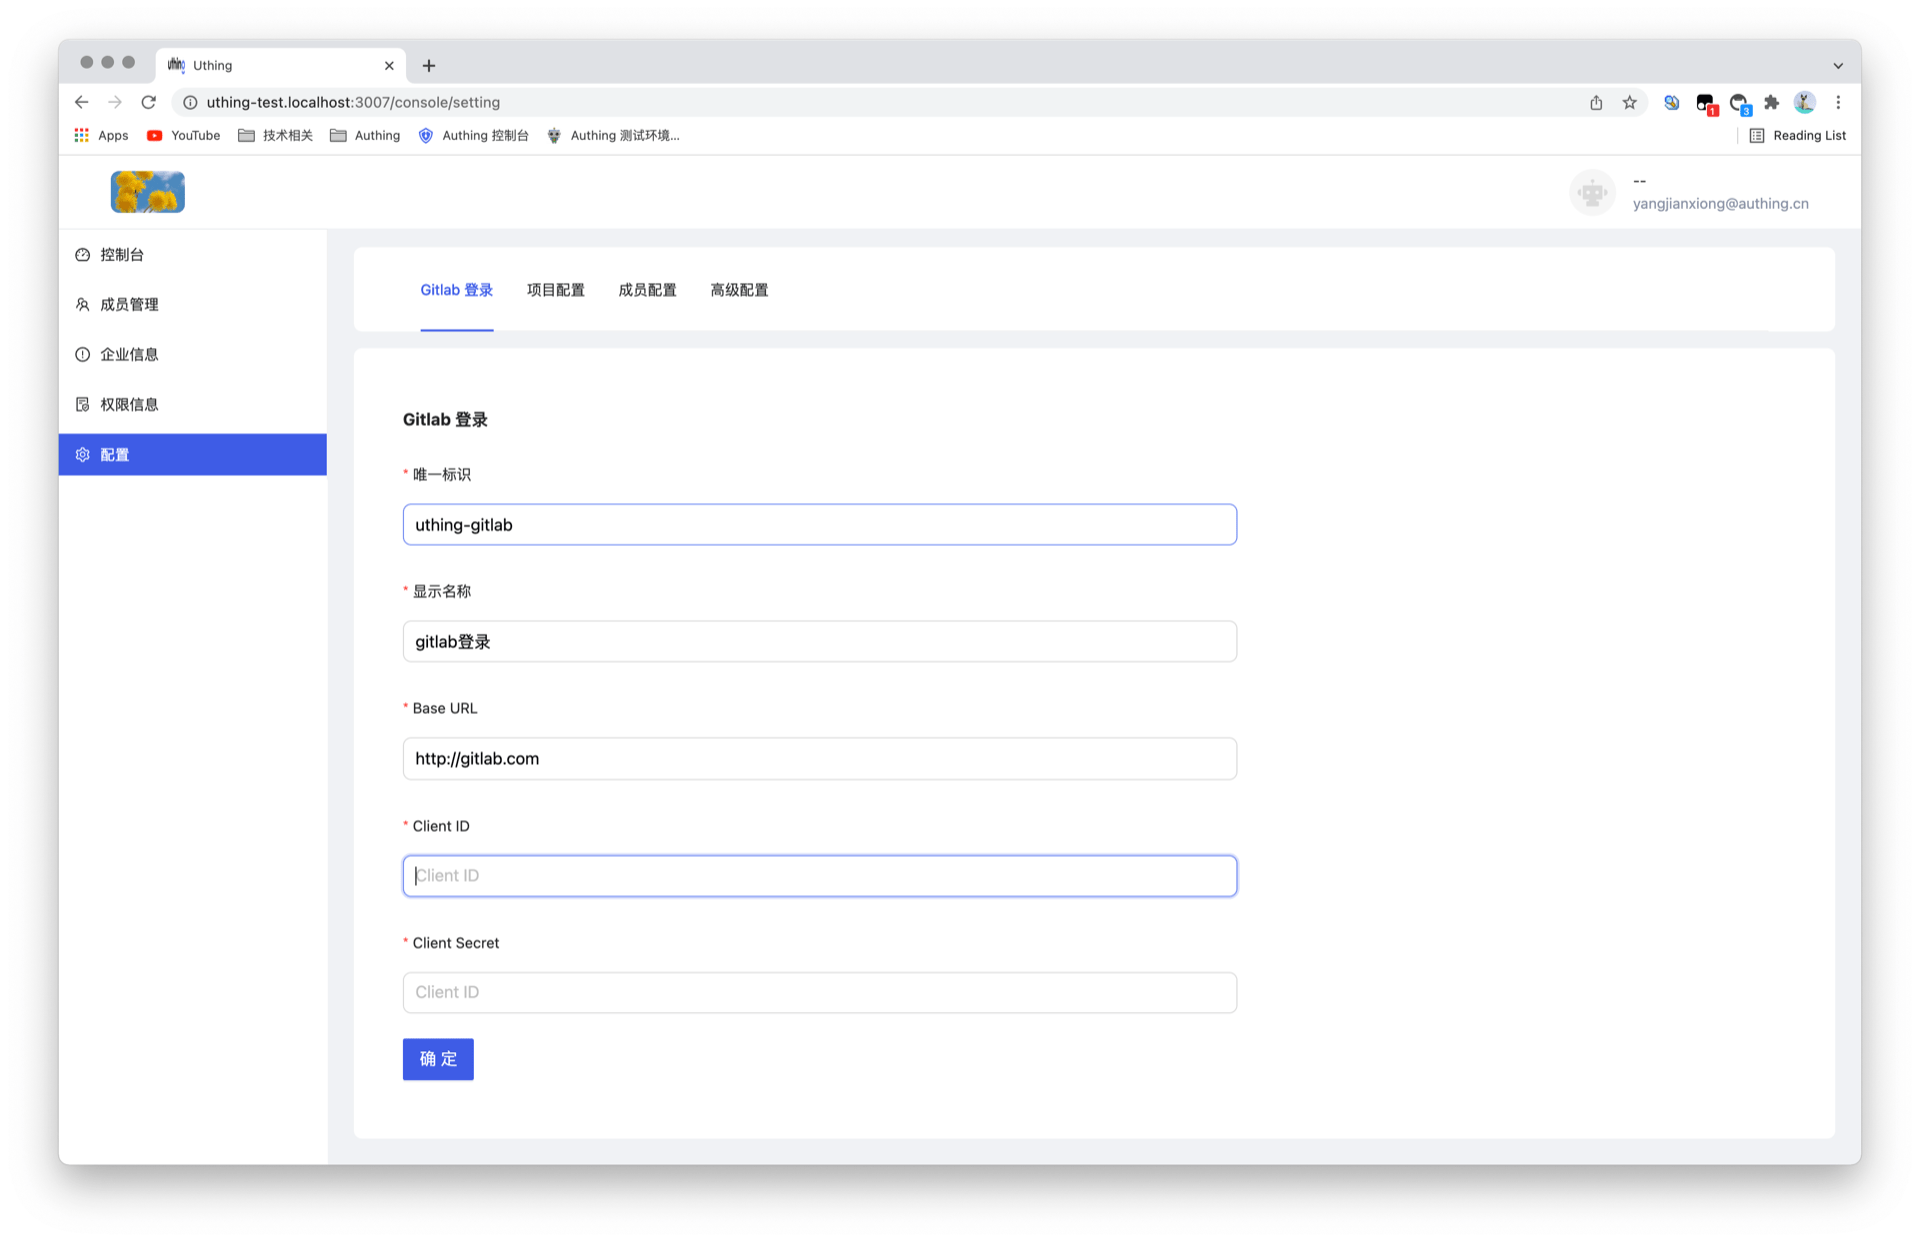 uthing Uthing
uthing-test.localhost:3007/console/setting
1 3
Apps YouTube 技术相关 Authing Authing 控制台 Authing 测试环境... Reading List
--
yangjianxiong@authing.cn
控制台
成员管理
企业信息
权限信息
配置
Gitlab 登录 项目配置 成员配置 高级配置
Gitlab 登录
* 唯一标识
uthing-gitlab
* 显示名称
gitlab登录
* Base URL
http://gitlab.com
* Client ID
Client ID
* Client Secret
Client ID
确 定